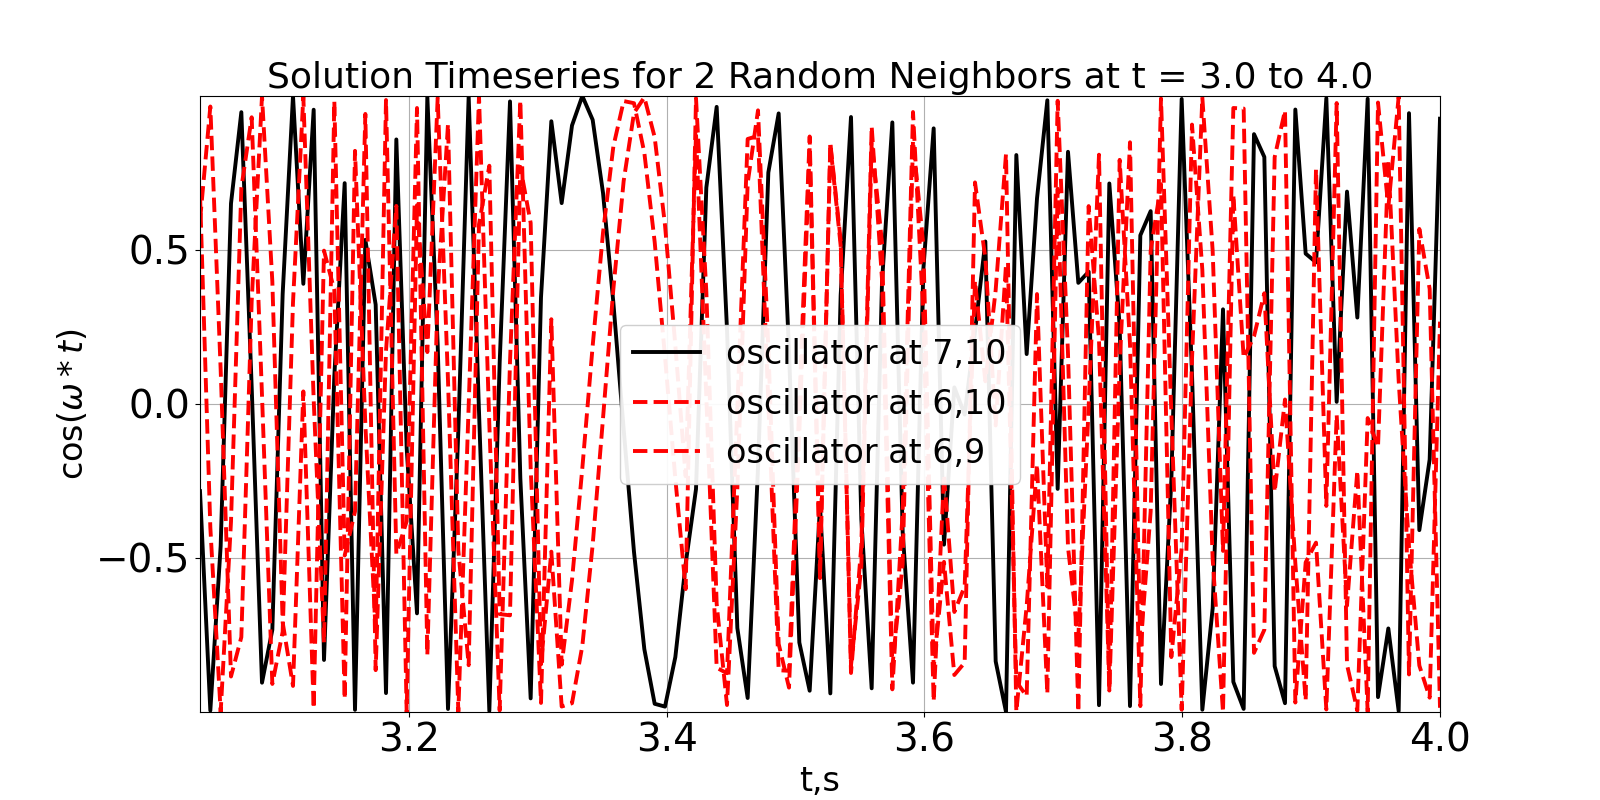 Solution Timeseries for 2 Random Neighbors at t = 3.0 to 4.0
cos(ω * t)
0.5
0.0
−0.5
oscillator at 7,10
oscillator at 6,10
oscillator at 6,9
3.2 3.4 3.6 3.8 4.0
t,s